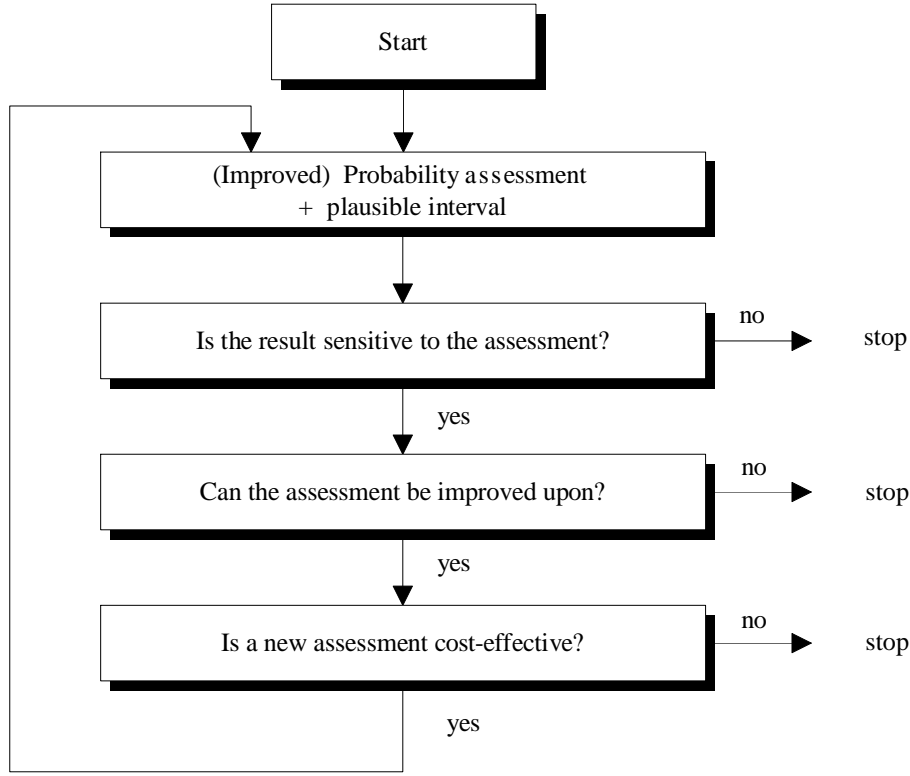 Start
(Improved) Probability assessment
+ plausible interval
Is the result sensitive to the assessment?
no
stop
yes
Can the assessment be improved upon?
no
stop
yes
Is a new assessment cost-effective?
no
stop
yes